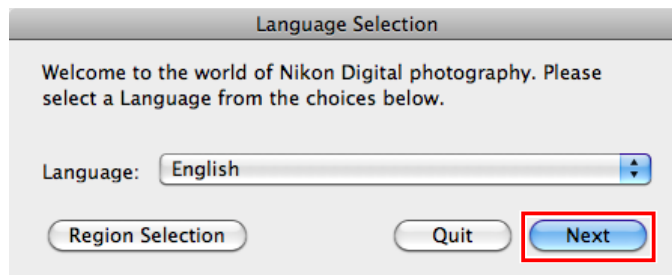 Language Selection
Welcome to the world of Nikon Digital photography. Please
select a Language from the choices below.
Language: English
Region Selection Quit Next